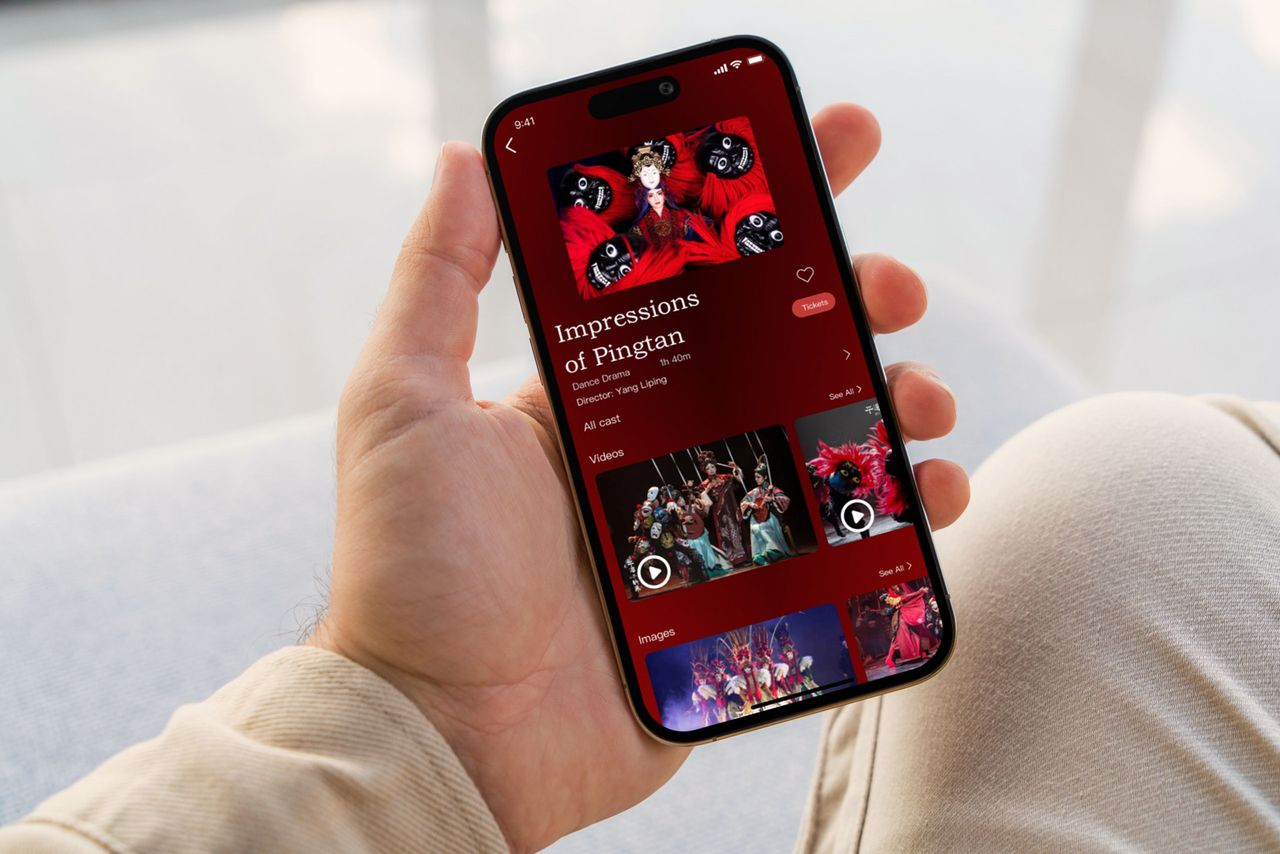 9:41
Impressions
of Pingtan
Tickets
Dance Drama 1h 40m
Director: Yang Liping
All cast
Videos
See All
Images
See All